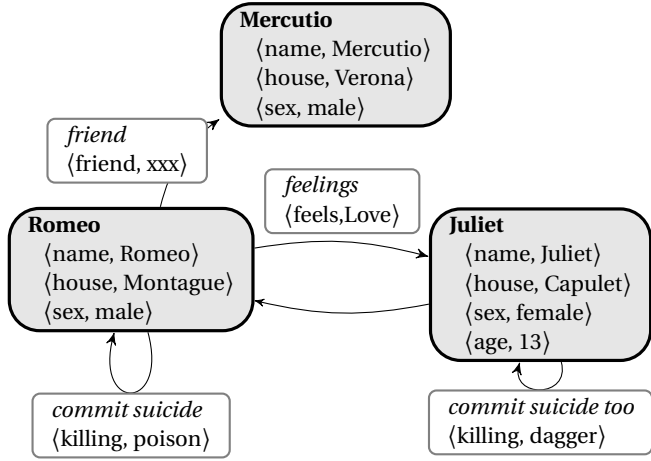 Mercutio
⟨name, Mercutio⟩
⟨house, Verona⟩
⟨sex, male⟩
friend
⟨friend, xxx⟩
feelings
⟨feels,Love⟩
Romeo
⟨name, Romeo⟩
⟨house, Montague⟩
⟨sex, male⟩
Juliet
⟨name, Juliet⟩
⟨house, Capulet⟩
⟨sex, female⟩
⟨age, 13⟩
commit suicide
⟨killing, poison⟩
commit suicide too
⟨killing, dagger⟩